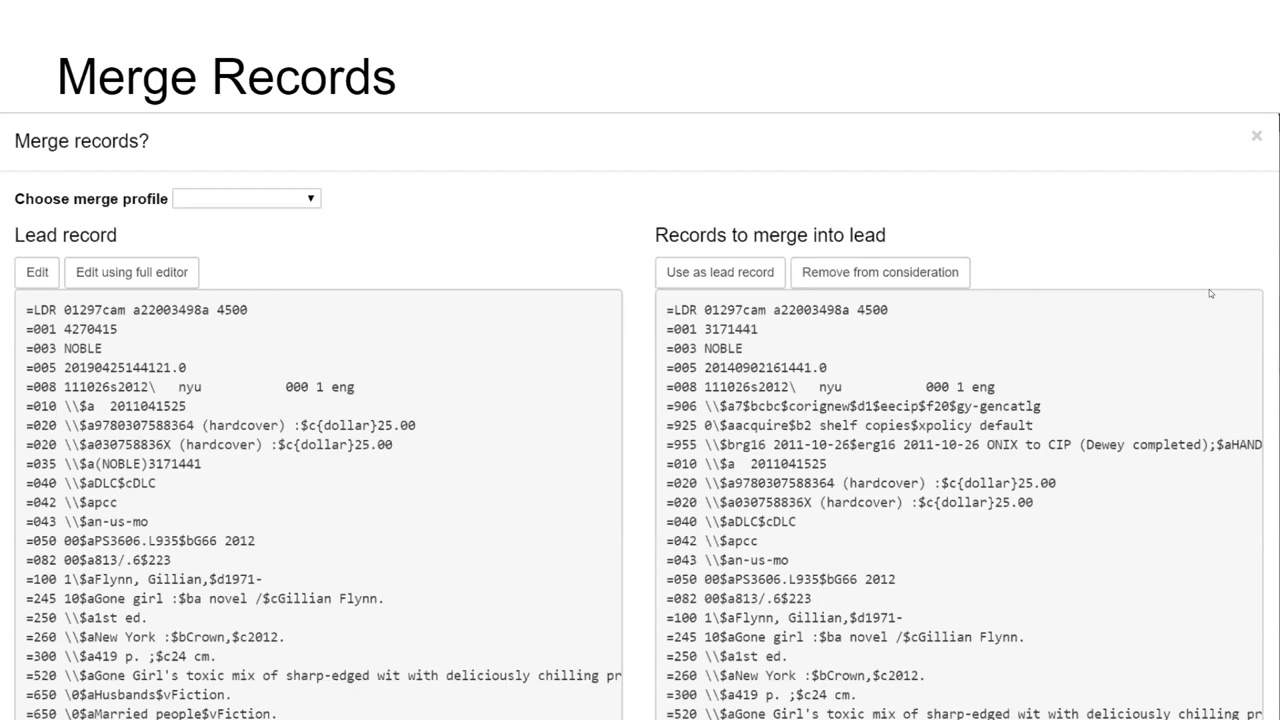 Merge Records
Merge records?
×
Choose merge profile
Lead record
Edit
Edit using full editor
=LDR 01297cam a22003498a 4500
=001 4270415
=003 NOBLE
=005 20190425144121.0
=008 111026s2012\   nyu           000 1 eng
=010 \\$a  2011041525
=020 \\$a9780307588364 (hardcover) :$c{dollar}25.00
=020 \\$a030758836X (hardcover) :$c{dollar}25.00
=035 \\$a(NOBLE)3171441
=040 \\$aDLC$cDLC
=042 \\$apcc
=043 \\$an-us-mo
=050 00$aPS3606.L935$bG66 2012
=082 00$a813/.6$223
=100 1\$aFlynn, Gillian,$d1971-
=245 10$aGone girl :$ba novel /$cGillian Flynn.
=250 \\$a1st ed.
=260 \\$aNew York :$bCrown,$c2012.
=300 \\$a419 p. ;$c24 cm.
=520 \\$aGone Girl's toxic mix of sharp-edged wit with deliciously chilling pr
=650 \0$aHusbands$vFiction.
=650 \0$aMarried people$vFiction.
Records to merge into lead
Use as lead record
Remove from consideration
=LDR 01297cam a22003498a 4500
=001 3171441
=003 NOBLE
=005 20140902161441.0
=008 111026s2012\   nyu           000 1 eng
=906 \\$a7$bcbc$corignew$d1$eecip$f20$gy-gencatlg
=925 0\$aacquire$b2 shelf copies$xpolicy default
=955 \\$brg16 2011-10-26$erg16 2011-10-26 ONIX to CIP (Dewey completed);$aHAND
=010 \\$a  2011041525
=020 \\$a9780307588364 (hardcover) :$c{dollar}25.00
=020 \\$a030758836X (hardcover) :$c{dollar}25.00
=040 \\$aDLC$cDLC
=042 \\$apcc
=043 \\$an-us-mo
=050 00$aPS3606.L935$bG66 2012
=082 00$a813/.6$223
=100 1\$aFlynn, Gillian,$d1971-
=245 10$aGone girl :$ba novel /$cGillian Flynn.
=250 \\$a1st ed.
=260 \\$aNew York :$bCrown,$c2012.
=300 \\$a419 p. ;$c24 cm.
=520 \\$aGone Girl's toxic mix of sharp-edged wit with deliciously chilling pr